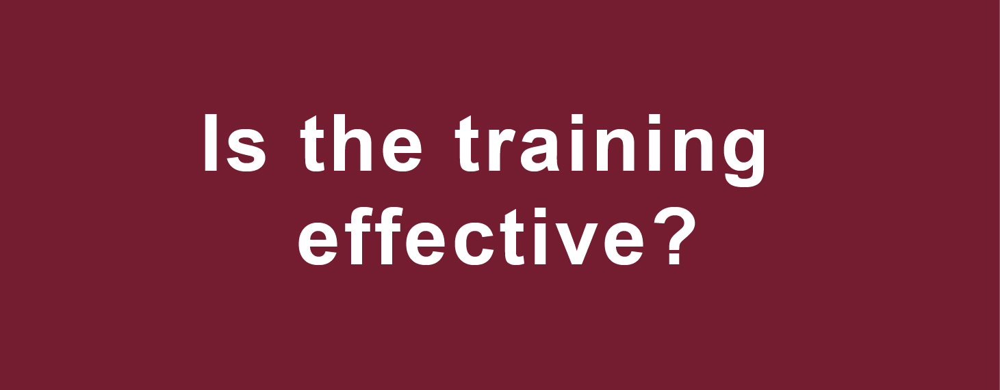 Is the training
effective?